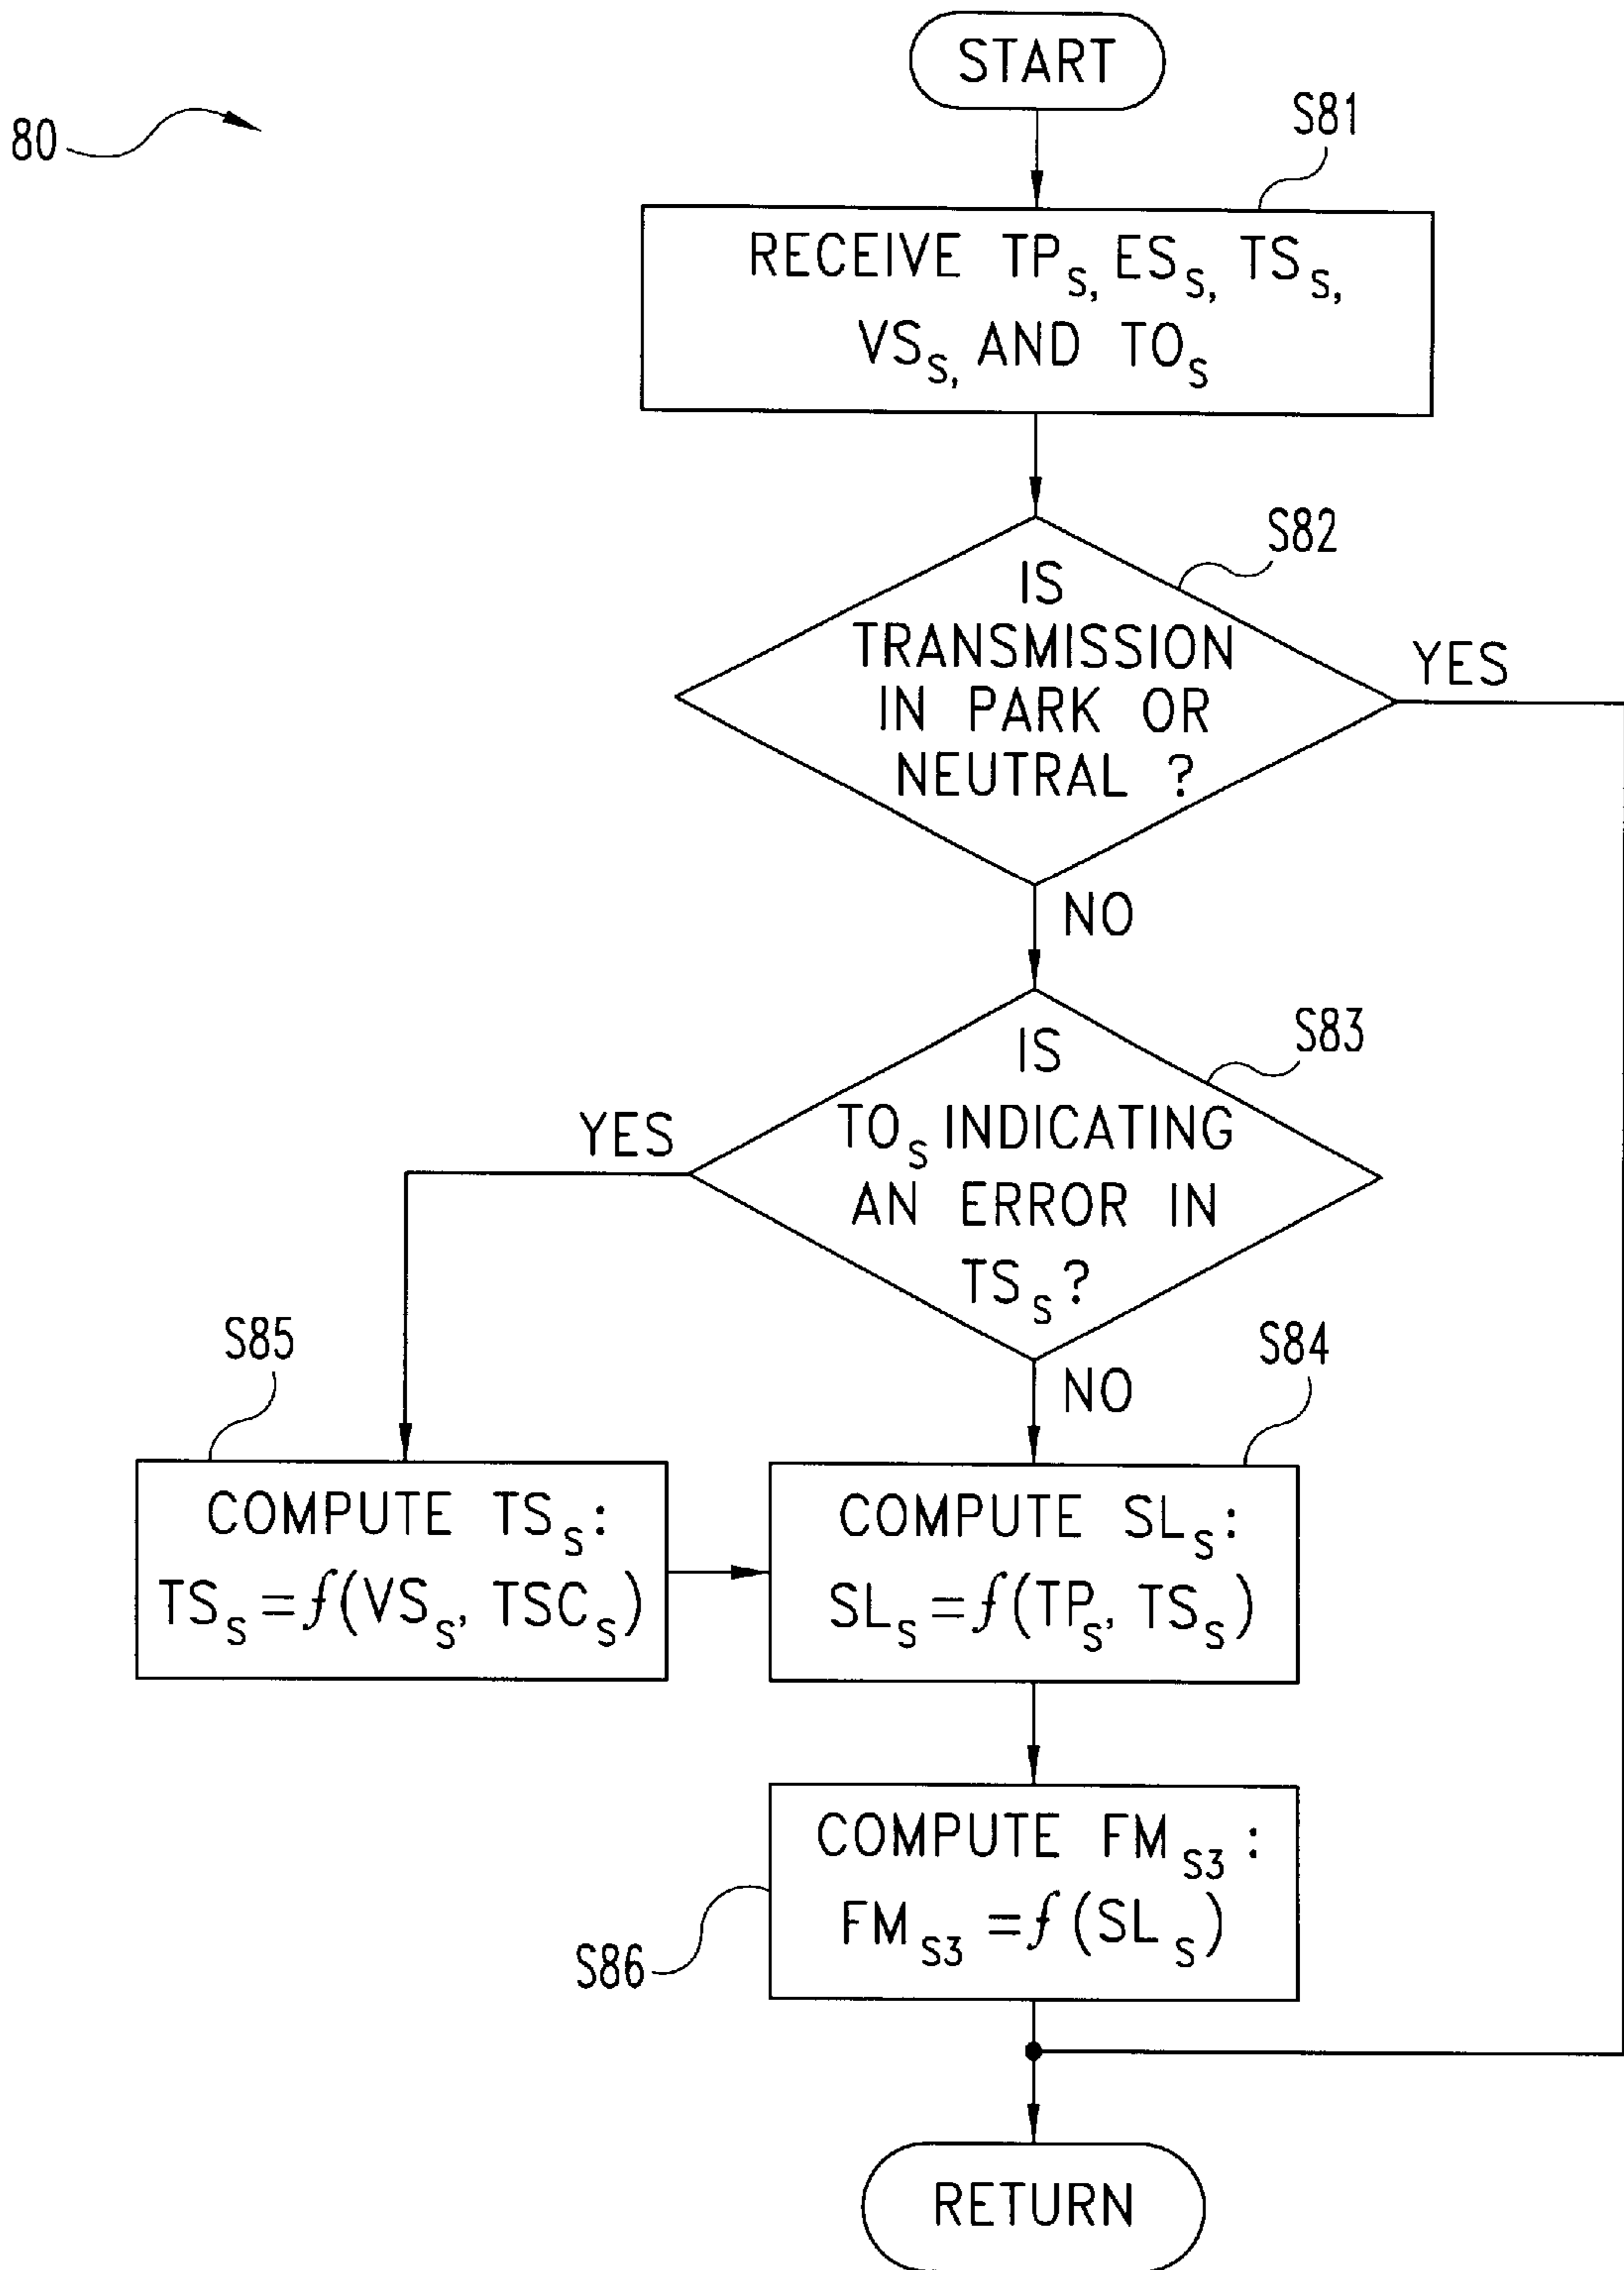 START
80
S81
RECEIVE TPS, ESS, TSS,
VSS, AND TOS
S82
IS
TRANSMISSION
IN PARK OR
NEUTRAL ?
YES
NO
S83
IS
TOS INDICATING
AN ERROR IN
TSS?
YES
NO
S85
COMPUTE TSS:
TSS=f(VSS, TSCS)
S84
COMPUTE SLS:
SLS=f(TPS, TSS)
COMPUTE FMS3:
FMS3=f(SLS)
S86
RETURN